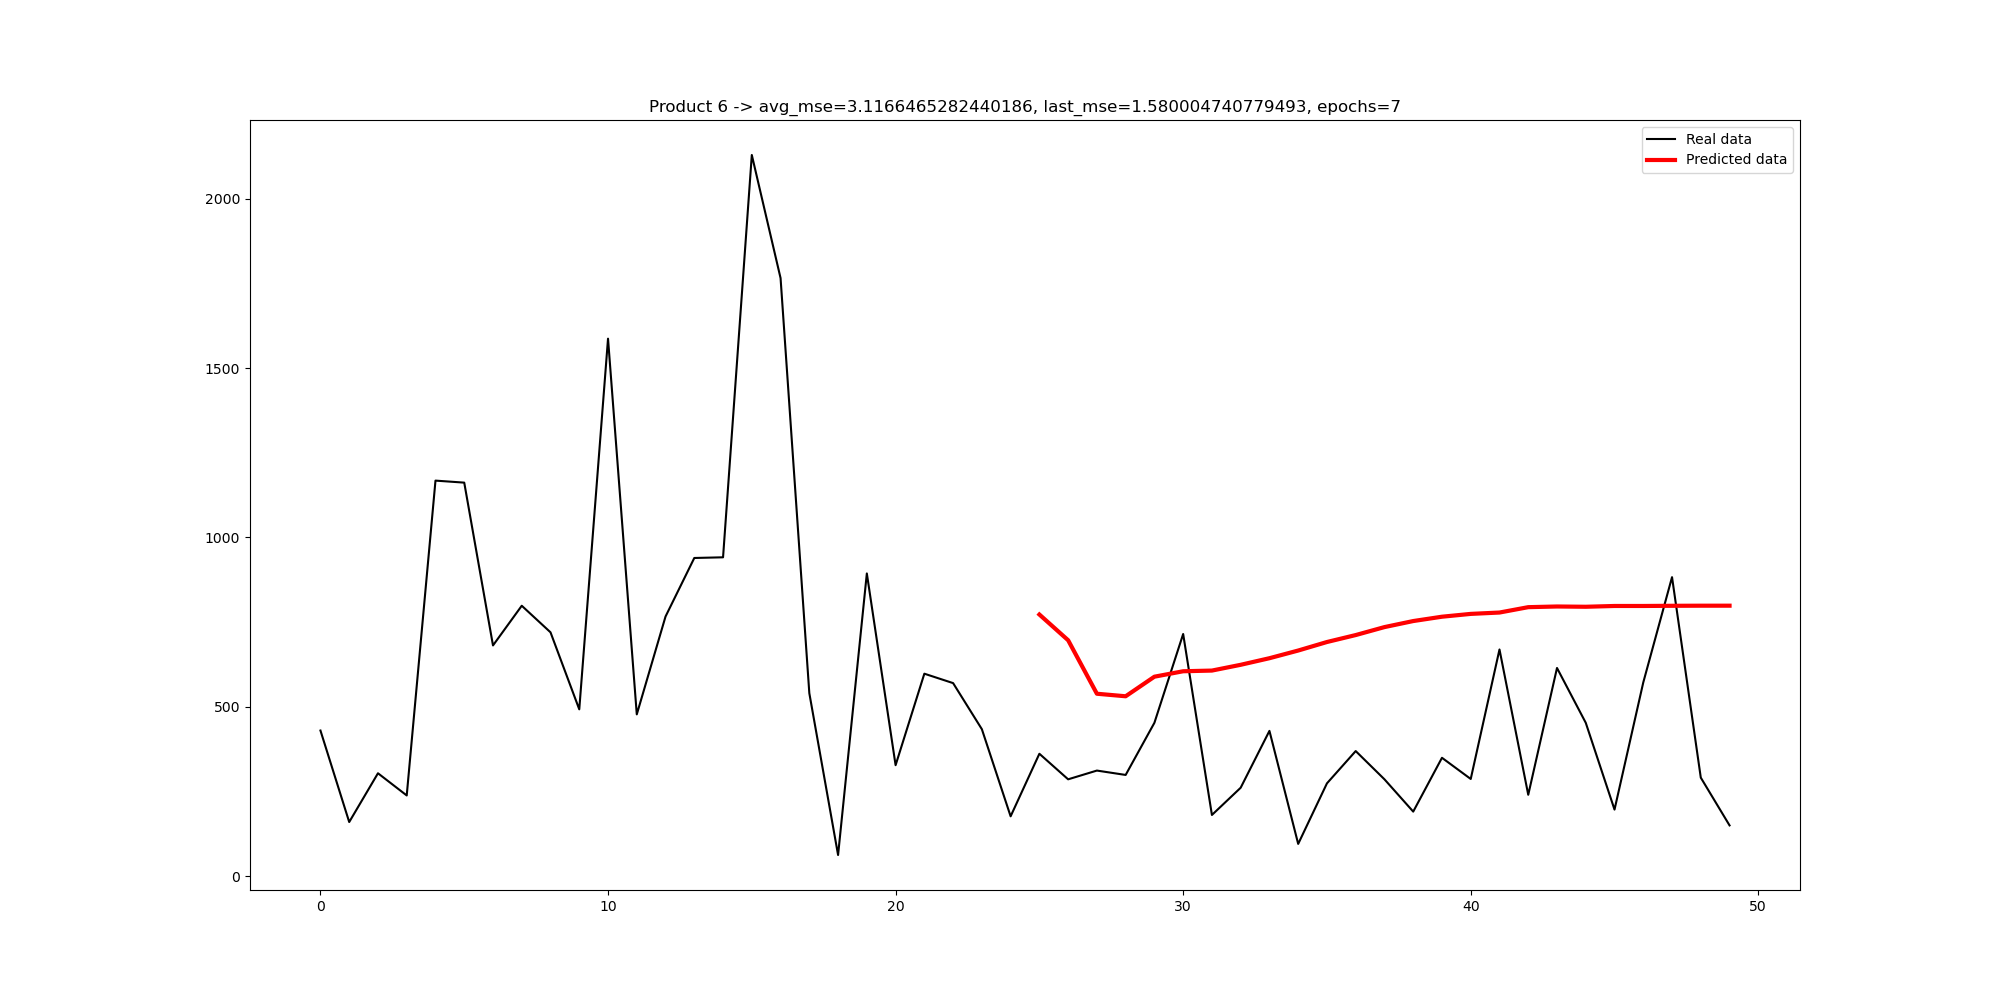 Product 6 -> avg_mse=3.1166465282440186, last_mse=1.580004740779493, epochs=7
Real data
Predicted data
2000
1500
1000
500
0
0 10 20 30 40 50